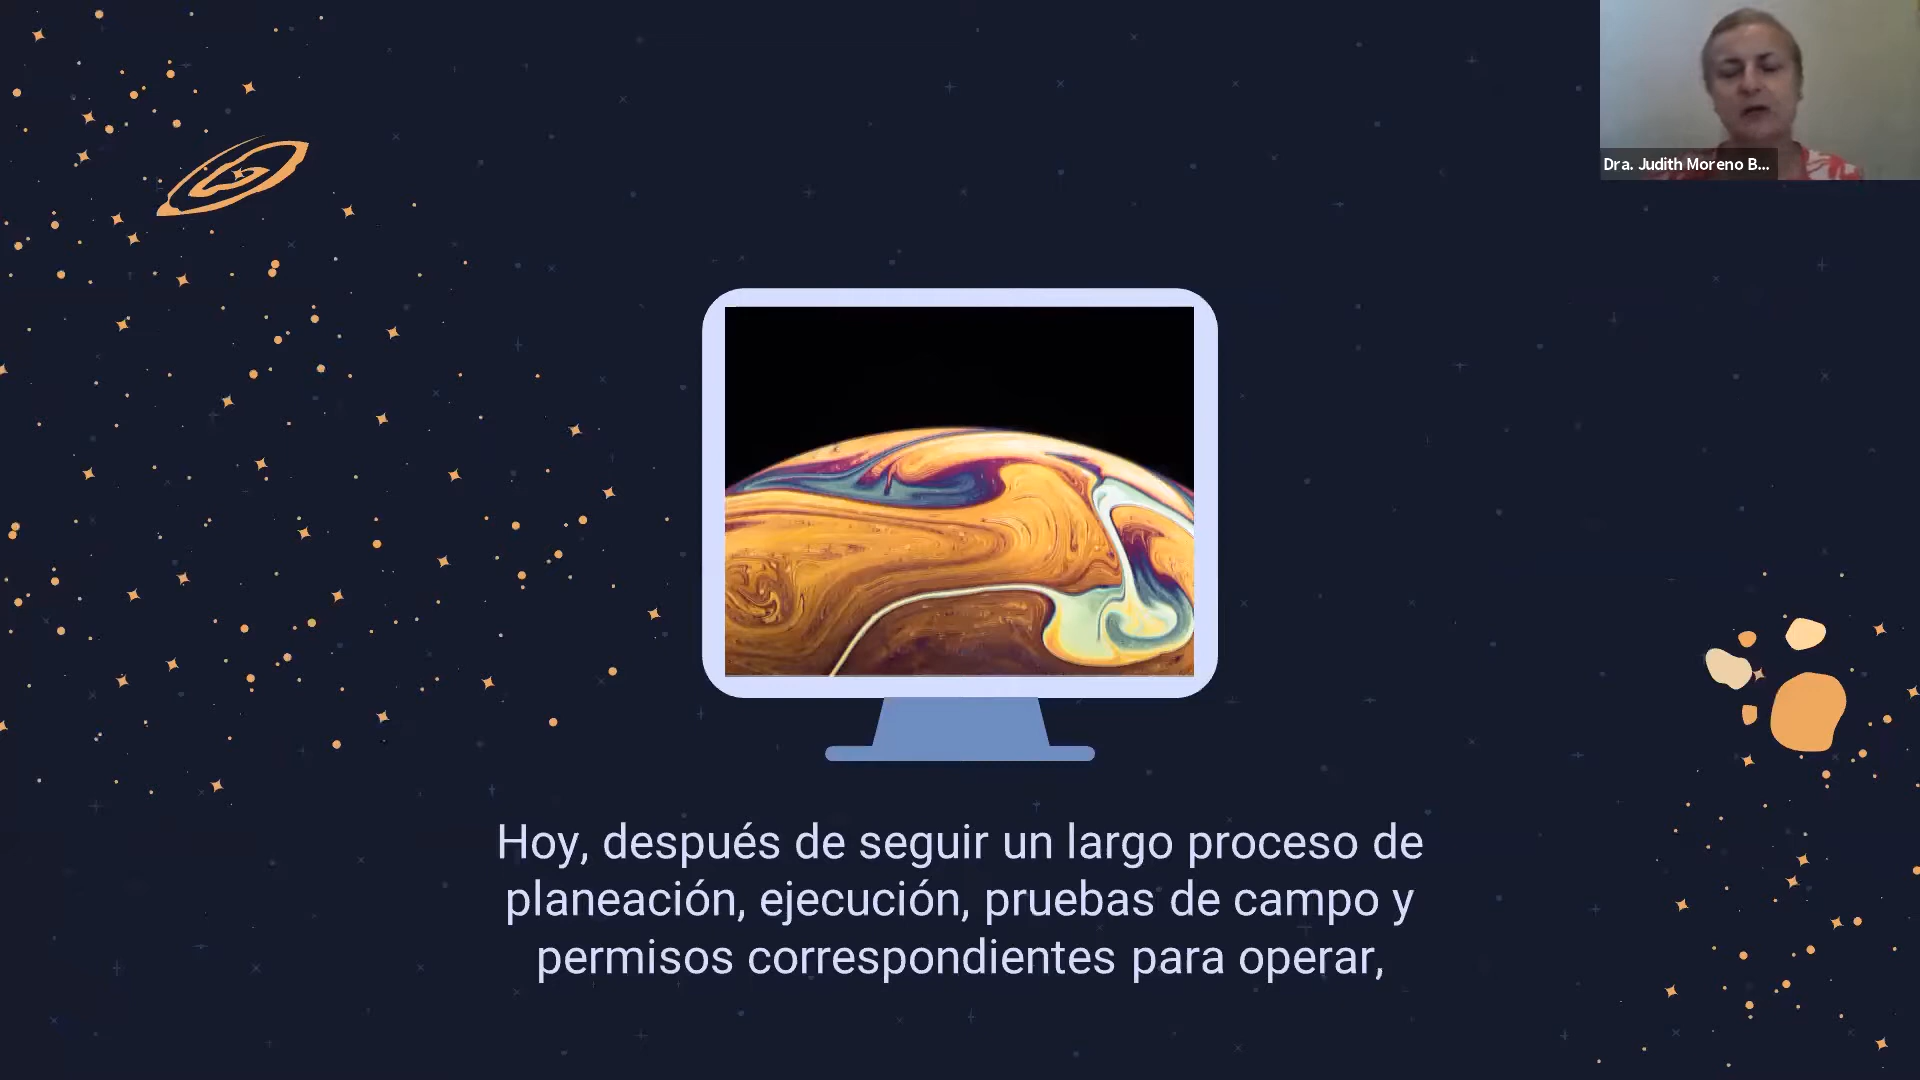 Dra. Judith Moreno B...
Hoy, después de seguir un largo proceso de
planeación, ejecución, pruebas de campo y
permisos correspondientes para operar,